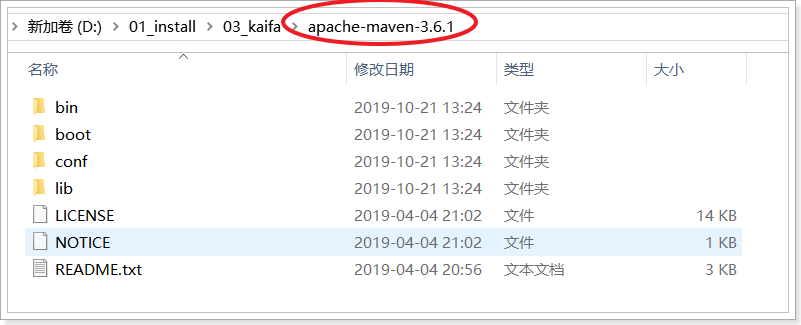 新加卷 (D:) > 01_install > 03_kaifa > apache-maven-3.6.1
名称 修改日期 类型 大小
bin 2019-10-21 13:24 文件夹
boot 2019-10-21 13:24 文件夹
conf 2019-10-21 13:24 文件夹
lib 2019-10-21 13:24 文件夹
LICENSE 2019-04-04 21:02 文件 14 KB
NOTICE 2019-04-04 21:02 文件 1 KB
README.txt 2019-04-04 20:56 文本文档 3 KB